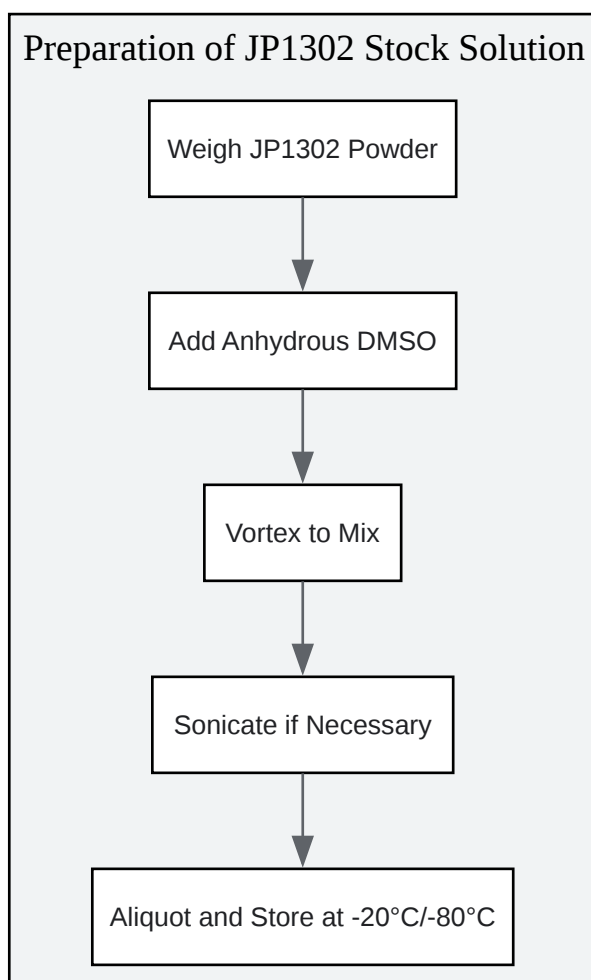 Preparation of JP1302 Stock Solution
Weigh JP1302 Powder
Add Anhydrous DMSO
Vortex to Mix
Sonicate if Necessary
Aliquot and Store at -20°C/-80°C